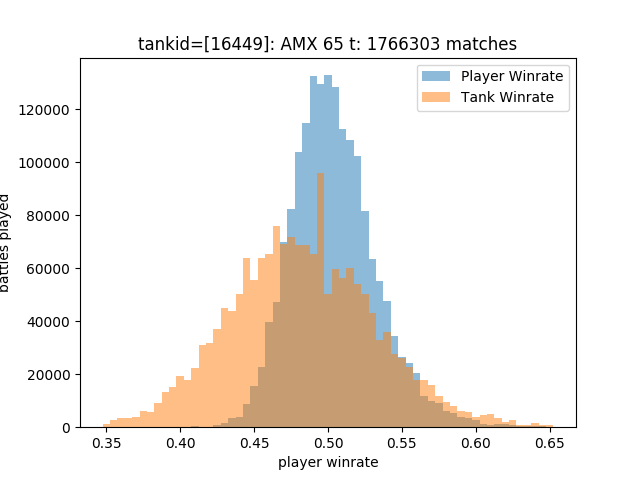 tankid=[16449]: AMX 65 t: 1766303 matches
Player Winrate
Tank Winrate
battles played
120000
100000
80000
60000
40000
20000
0
0.35 0.40 0.45 0.50 0.55 0.60 0.65
player winrate